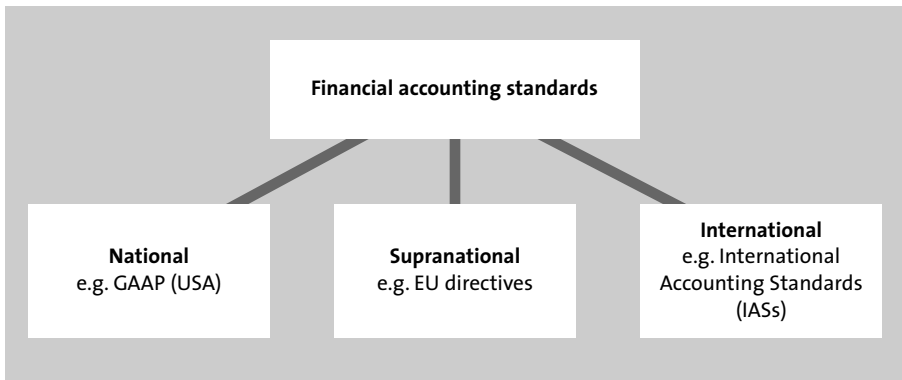 Financial accounting standards
National
e.g. GAAP (USA)
Supranational
e.g. EU directives
International
e.g. International
Accounting Standards
(IASs)